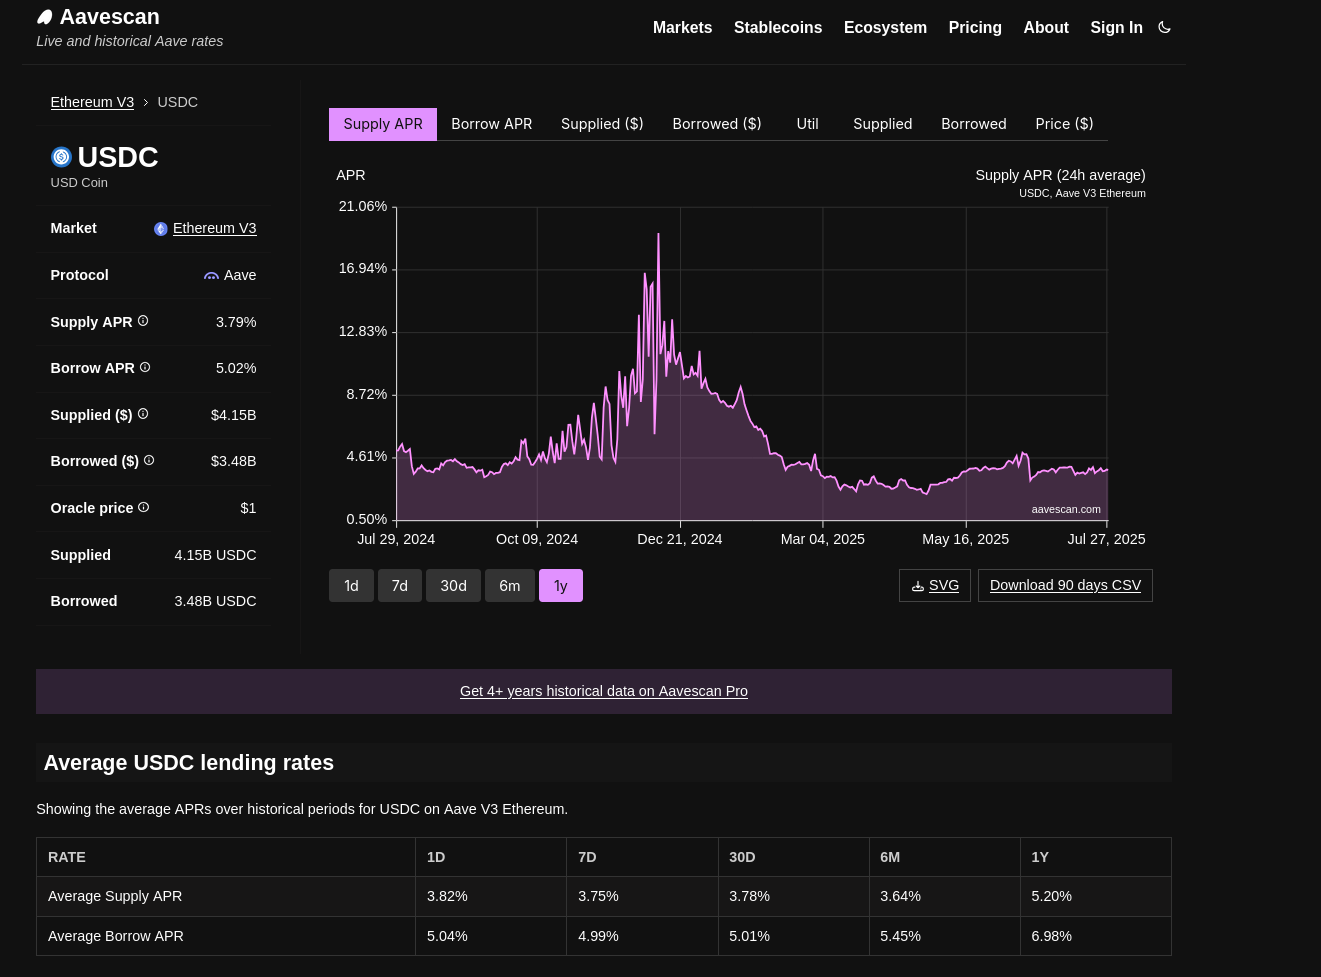 Aavescan
Live and historical Aave rates
Markets Stablecoins Ecosystem Pricing About Sign In
Ethereum V3 > USDC
USDC
USD Coin
Market Ethereum V3
Protocol Aave
Supply APR 3.79%
Borrow APR 5.02%
Supplied ($) $4.15B
Borrowed ($) $3.48B
Oracle price $1
Supplied 4.15B USDC
Borrowed 3.48B USDC
Supply APR Borrow APR Supplied ($) Borrowed ($) Util Supplied Borrowed Price ($)
APR
Supply APR (24h average)
USDC, Aave V3 Ethereum
21.06%
16.94%
12.83%
8.72%
4.61%
0.50%
aavescan.com
Jul 29, 2024 Oct 09, 2024 Dec 21, 2024 Mar 04, 2025 May 16, 2025 Jul 27, 2025
1d 7d 30d 6m 1y
SVG Download 90 days CSV
Get 4+ years historical data on Aavescan Pro
Average USDC lending rates
Showing the average APRs over historical periods for USDC on Aave V3 Ethereum.
RATE 1D 7D 30D 6M 1Y
Average Supply APR 3.82% 3.75% 3.78% 3.64% 5.20%
Average Borrow APR 5.04% 4.99% 5.01% 5.45% 6.98%